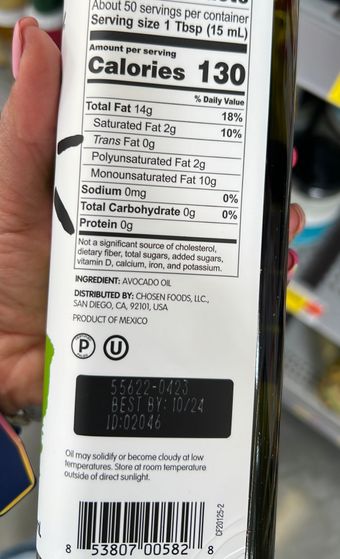 About 50 servings per container
Serving size 1 Tbsp (15 mL)
Amount per serving
Calories 130
% Daily Value
Total Fat 14g 18%
Saturated Fat 2g 10%
Trans Fat 0g
Polyunsaturated Fat 2g
Monounsaturated Fat 10g
Sodium 0mg 0%
Total Carbohydrate 0g 0%
Protein 0g
Not a significant source of cholesterol,
dietary fiber, total sugars, added sugars,
vitamin D, calcium, iron, and potassium.
INGREDIENT: AVOCADO OIL
DISTRIBUTED BY: CHOSEN FOODS, LLC.,
SAN DIEGO, CA, 92101, USA
PRODUCT OF MEXICO
P U
55622-0423
BEST BY: 10/24
ID:02046
Oil may solidify or become cloudy at low
temperatures. Store at room temperature
outside of direct sunlight.
CF20125-2
8 53807 00582 8